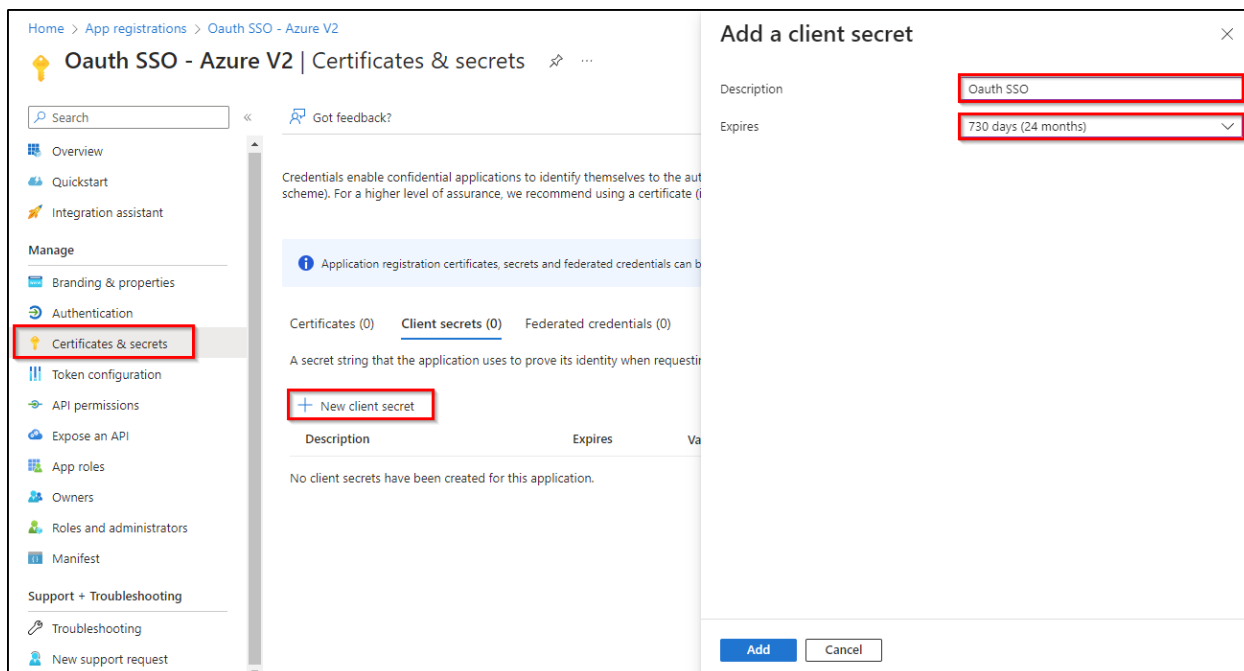 Home > App registrations > Oauth SSO - Azure V2
Oauth SSO - Azure V2 | Certificates & secrets
Search
Got feedback?
Overview
Quickstart
Integration assistant
Manage
Branding & properties
Authentication
Certificates & secrets
Token configuration
API permissions
Expose an API
App roles
Owners
Roles and administrators
Manifest
Support + Troubleshooting
Troubleshooting
New support request
Credentials enable confidential applications to identify themselves to the aut
scheme). For a higher level of assurance, we recommend using a certificate (i
Application registration certificates, secrets and federated credentials can b
Certificates (0) Client secrets (0) Federated credentials (0)
A secret string that the application uses to prove its identity when requestin
New client secret
Description Expires Va
No client secrets have been created for this application.
Add a client secret
Description Oauth SSO
Expires 730 days (24 months)
Add Cancel